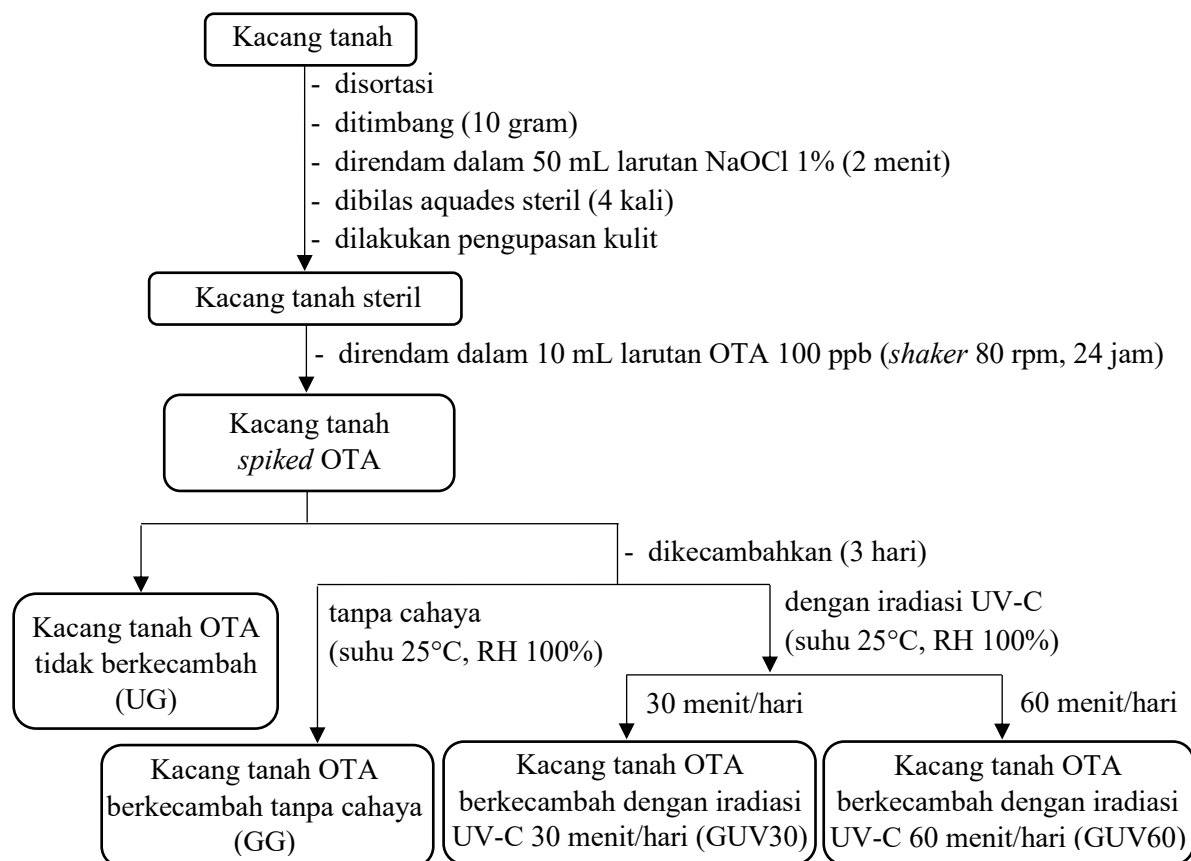 Kacang tanah
- disortasi
- ditimbang (10 gram)
- direndam dalam 50 mL larutan NaOCl 1% (2 menit)
- dibilas aquades steril (4 kali)
- dilakukan pengupasan kulit
Kacang tanah steril
- direndam dalam 10 mL larutan OTA 100 ppb (shaker 80 rpm, 24 jam)
Kacang tanah
spiked OTA
- dikecambahkan (3 hari)
Kacang tanah OTA
tidak berkecambah
(UG)
tanpa cahaya
(suhu 25°C, RH 100%)
dengan iradiasi UV-C
(suhu 25°C, RH 100%)
30 menit/hari
60 menit/hari
Kacang tanah OTA
berkecambah tanpa cahaya
(GG)
Kacang tanah OTA
berkecambah dengan iradiasi
UV-C 30 menit/hari (GUV30)
Kacang tanah OTA
berkecambah dengan iradiasi
UV-C 60 menit/hari (GUV60)